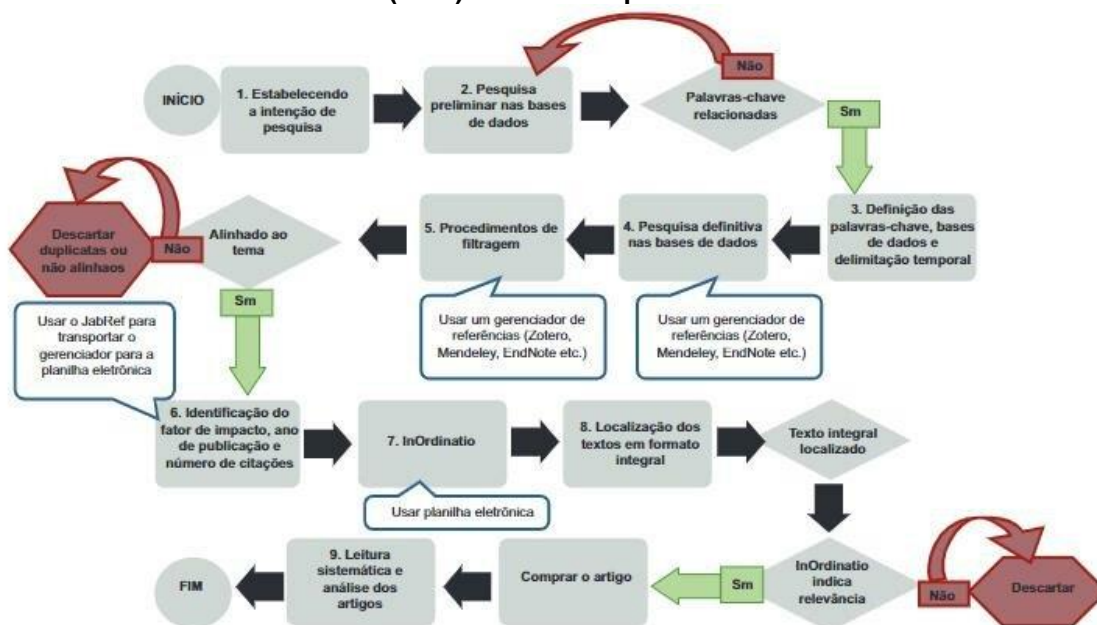 Não
INÍCIO
1. Estabelecendo
a intenção de
pesquisa
2. Pesquisa
preliminar nas bases
de dados
Palavras-chave
relacionadas
Sm
3. Definição das
palavras-chave, bases
de dados e
delimitação temporal
4. Pesquisa definitiva
nas bases de dados
5. Procedimentos de
filtragem
Alinhado ao
tema
Não
Descartar
duplicatas ou
não alinhaos
Usar um gerenciador de
referências (Zotero,
Mendeley, EndNote etc.)
Usar um gerenciador de
referências (Zotero,
Mendeley, EndNote etc.)
Sm
Usar o JabRef para
transportar o
gerenciador para a
planilha eletrônica
6. Identificação do
fator de impacto, ano
de publicação e
número de citações
7. InOrdinatio
Usar planilha eletrônica
8. Localização dos
textos em formato
integral
Texto integral
localizado
InOrdinatio
indica
relevância
Não
Descartar
Sm
Comprar o artigo
9. Leitura
sistemática e
análise dos
artigos
FIM